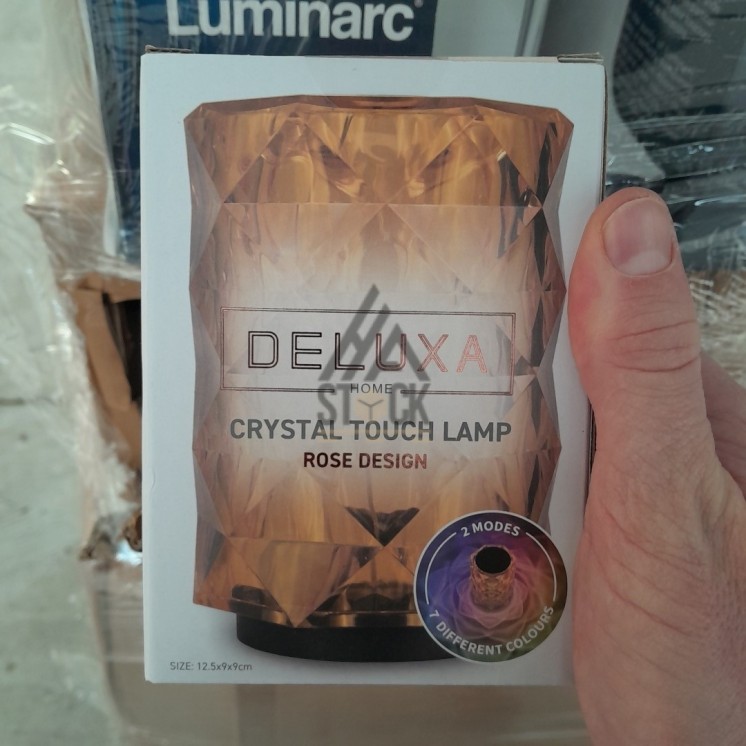 Luminarc®
DELUXA
HOME
STOCK
CRYSTAL TOUCH LAMP
ROSE DESIGN
2 MODES
7 DIFFERENT COLOURS
SIZE: 12.5x9x9cm